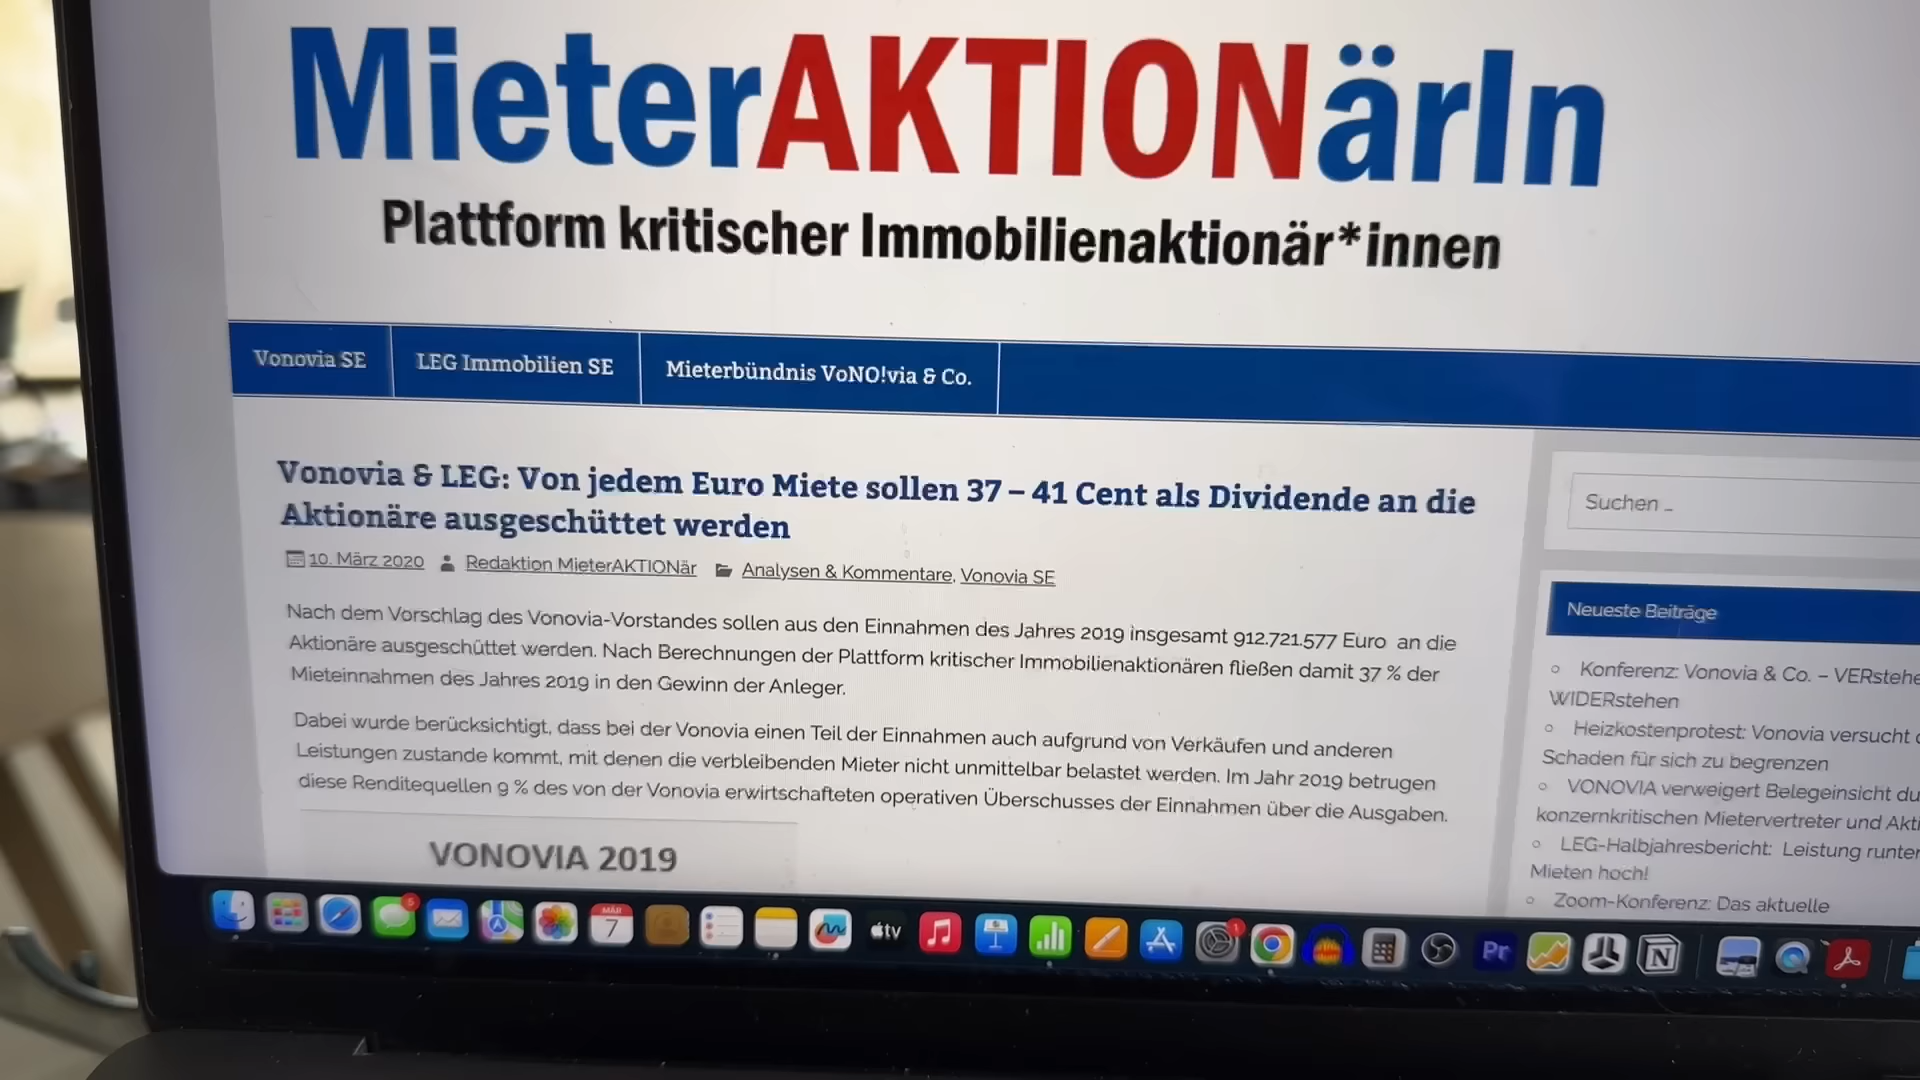 MieterAKTIONärIn
Plattform kritischer Immobilienaktionär*innen
Vonovia SE
LEG Immobilien SE
Mieterbündnis VoNO!via & Co.
Vonovia & LEG: Von jedem Euro Miete sollen 37 – 41 Cent als Dividende an die
Aktionäre ausgeschüttet werden
10. März 2020 Redaktion MieterAKTIONär Analysen & Kommentare, Vonovia SE
Nach dem Vorschlag des Vonovia-Vorstandes sollen aus den Einnahmen des Jahres 2019 insgesamt 912.721.577 Euro an die
Aktionäre ausgeschüttet werden. Nach Berechnungen der Plattform kritischer Immobilienaktionären fließen damit 37 % der
Mieteinnahmen des Jahres 2019 in den Gewinn der Anleger.
Dabei wurde berücksichtigt, dass bei der Vonovia einen Teil der Einnahmen auch aufgrund von Verkäufen und anderen
Leistungen zustande kommt, mit denen die verbleibenden Mieter nicht unmittelbar belastet werden. Im Jahr 2019 betrugen
diese Renditequellen 9 % des von der Vonovia erwirtschafteten operativen Überschusses der Einnahmen über die Ausgaben.
VONOVIA 2019
Suchen ...
Neueste Beiträge
Konferenz: Vonovia & Co. – VERstehe
WIDERstehen
Heizkostenprotest: Vonovia versucht
Schaden für sich zu begrenzen
VONOVIA verweigert Belegeinsicht du
konzernkritischen Mietervertreter und Akti
LEG-Halbjahresbericht: Leistung runter
Mieten hoch!
Zoom-Konferenz: Das aktuelle
5
MÄR
7
tv
1
Pr
N